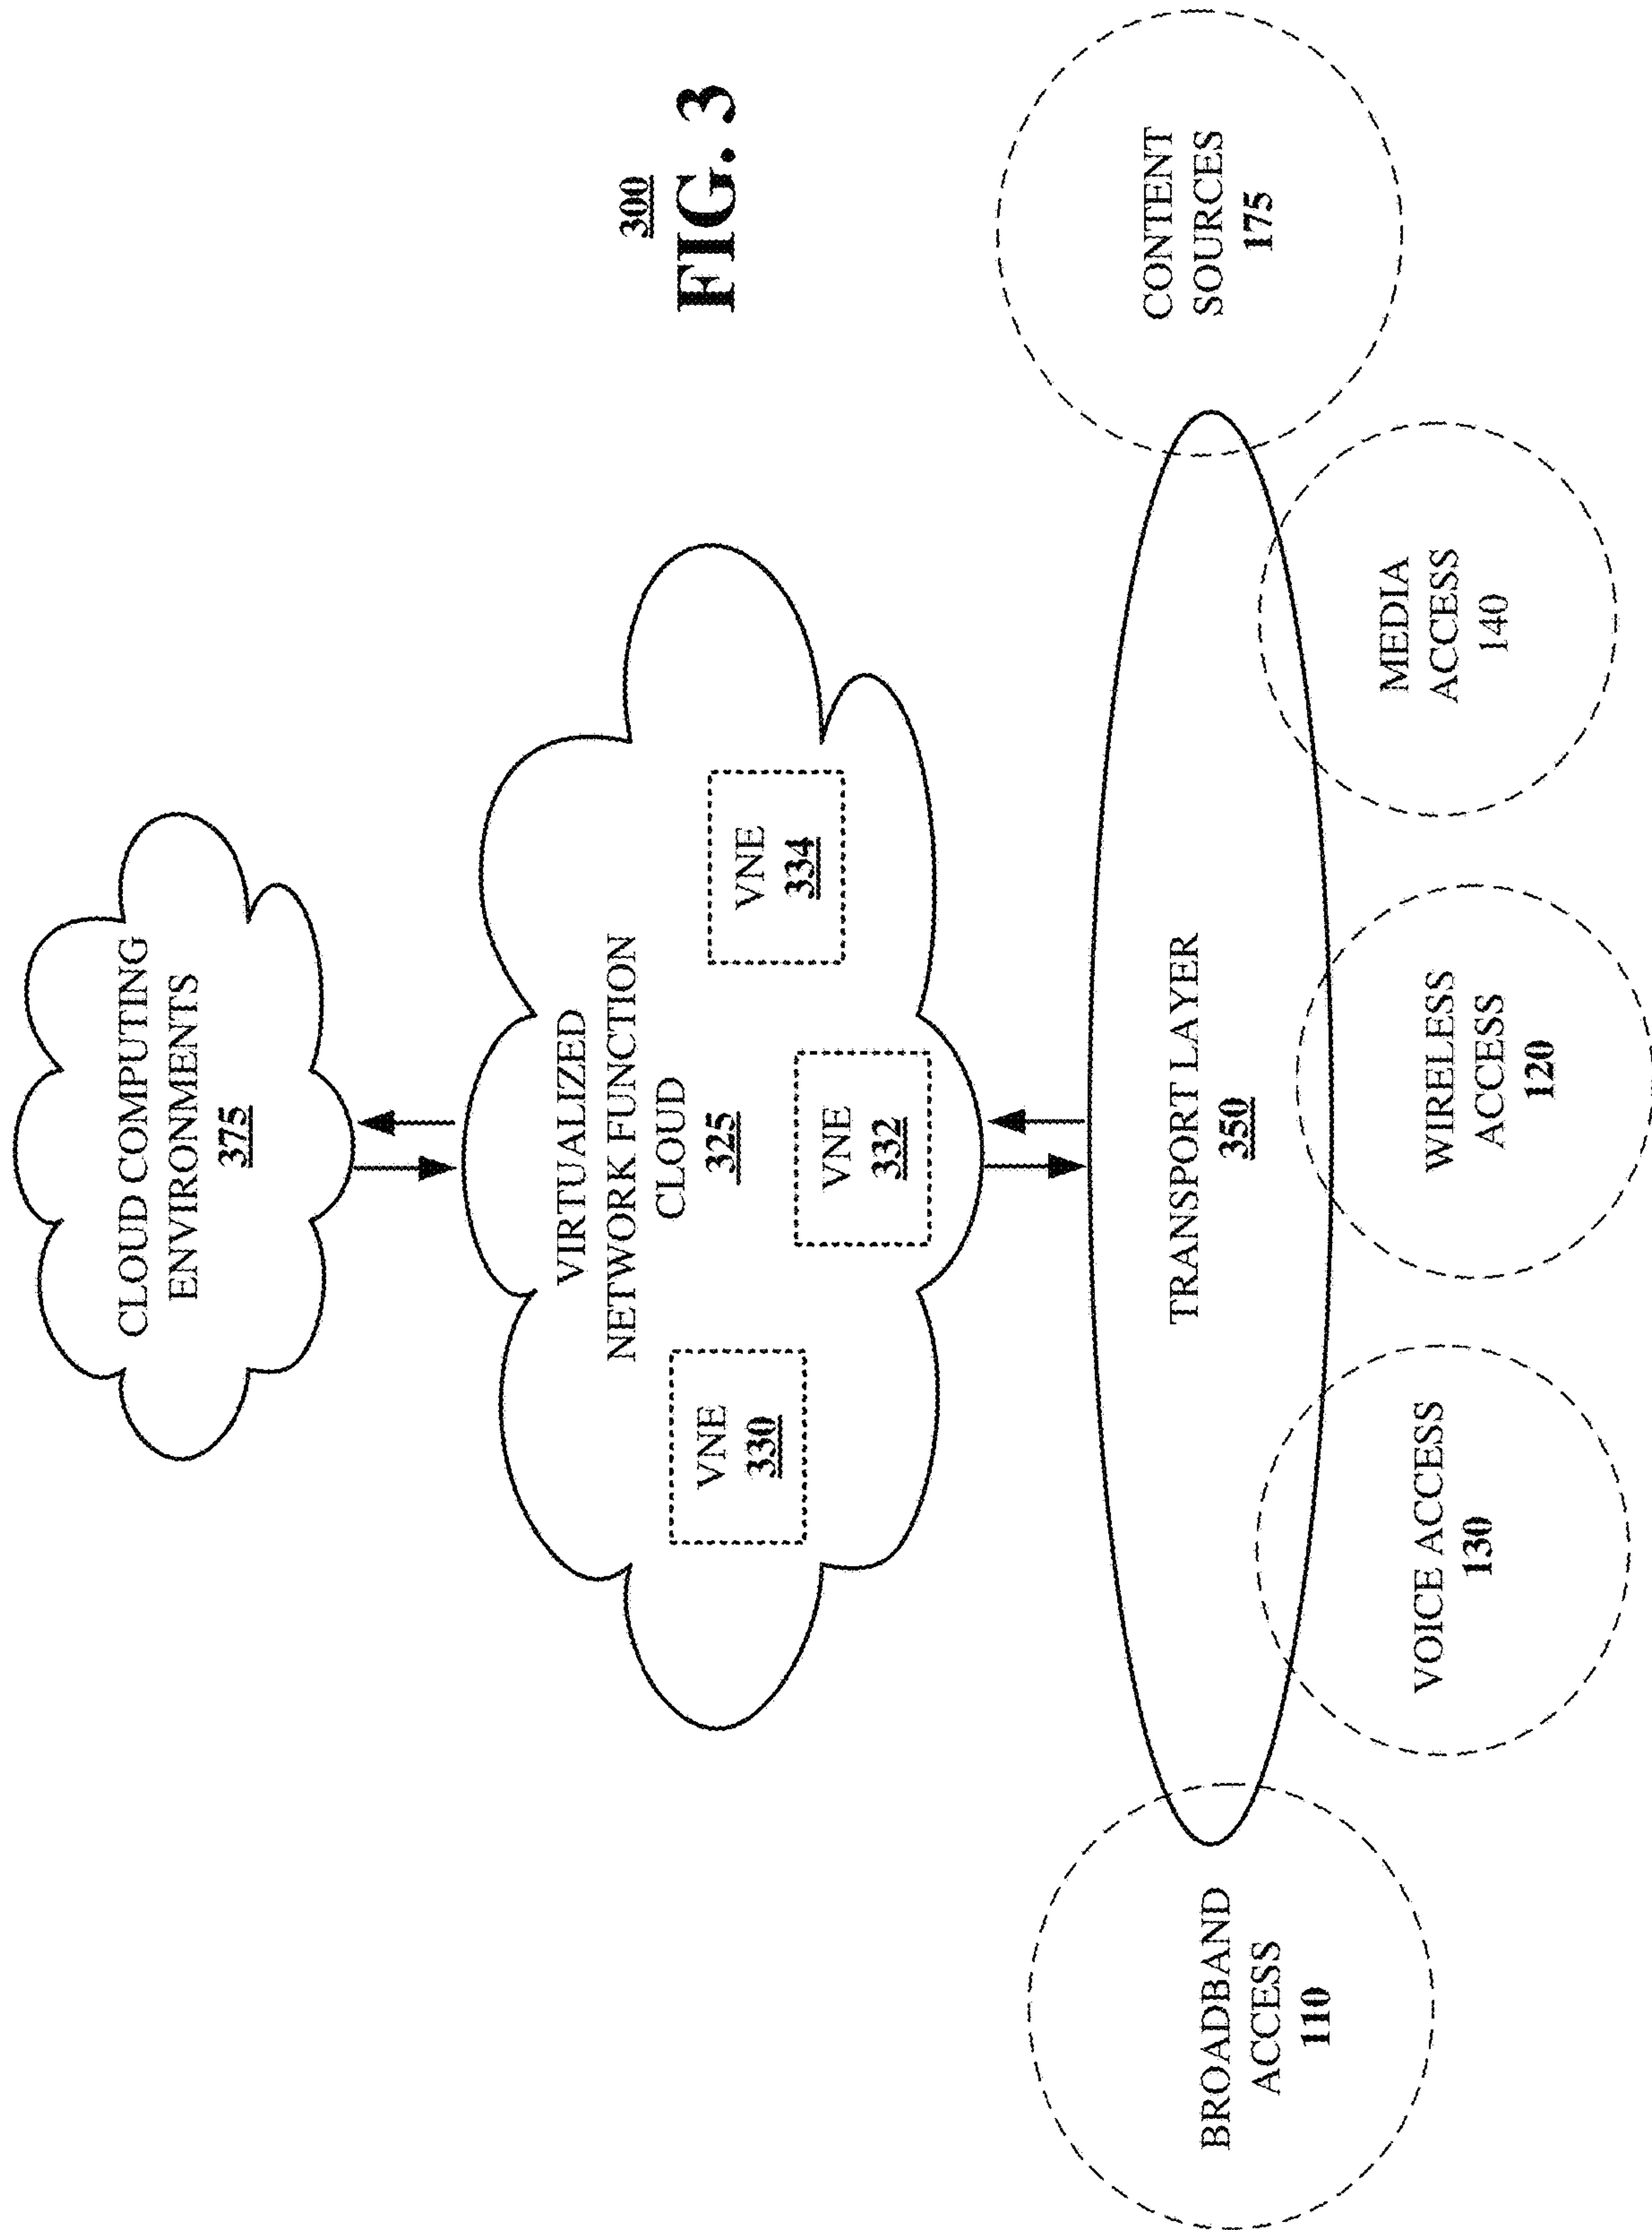 CLOUD COMPUTING
ENVIRONMENTS
375
VIRTUALIZED
NETWORK FUNCTION
CLOUD
325
VNE
330
VNE
332
VNE
334
300
FIG. 3
TRANSPORT LAYER
350
BROADBAND
ACCESS
110
VOICE ACCESS
130
WIRELESS
ACCESS
120
MEDIA
ACCESS
140
CONTENT
SOURCES
175